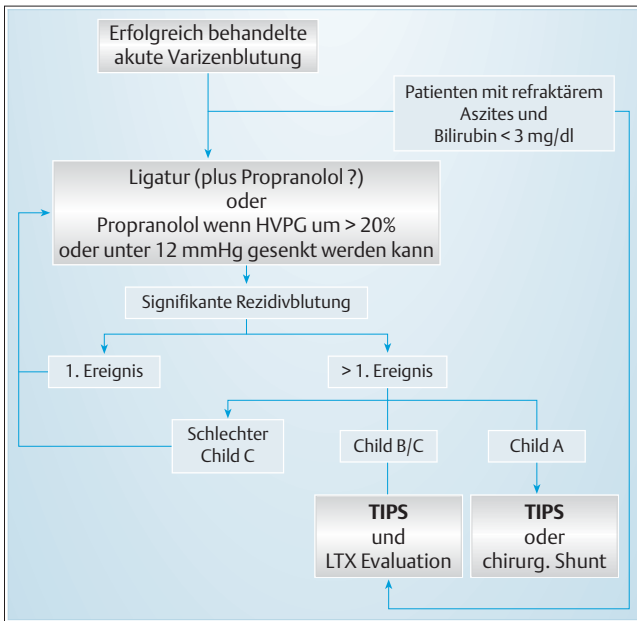 Erfolgreich behandelte
akute Varizenblutung
Patienten mit refraktärem
Aszites und
Bilirubin < 3 mg/dl
Ligatur (plus Propranolol ?)
oder
Propranolol wenn HVPG um > 20%
oder unter 12 mmHg gesenkt werden kann
Signifikante Rezidivblutung
1. Ereignis
> 1. Ereignis
Schlechter
Child C
Child B/C
Child A
TIPS
und
LTX Evaluation
TIPS
oder
chirurg. Shunt